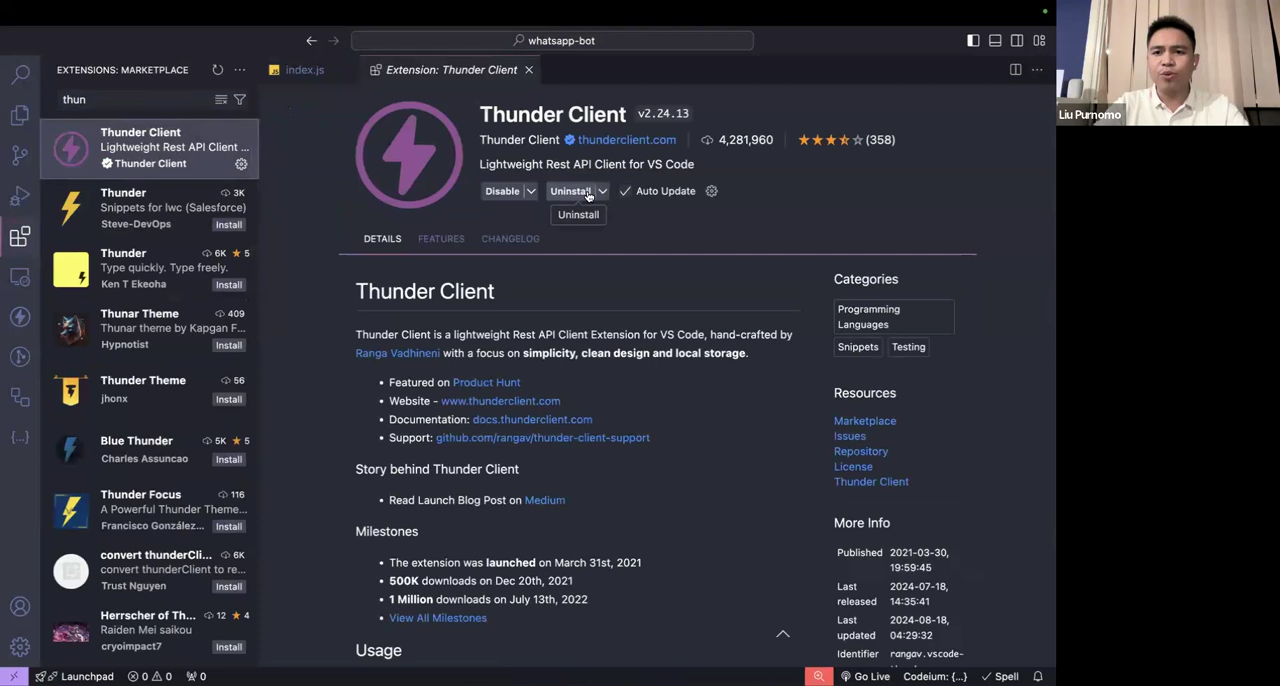 whatsapp-bot
EXTENSIONS: MARKETPLACE
thun
Thunder Client
Lightweight Rest API Client ...
Thunder Client
Thunder
3K
Snippets for lwc (Salesforce)
Steve-DevOps
Install
Thunder
6K ★ 5
Type quickly. Type freely.
Ken T Ekeoha
Install
Thunar Theme
409
Thunar theme by Kapgan F...
Hypnotist
Install
Thunder Theme
56
jhonx
Install
Blue Thunder
5K ★ 5
Charles Assuncao
Install
Thunder Focus
116
A Powerful Thunder Theme...
Francisco González...
Install
convert thunderCli...
6K
convert thunderClient to re...
Trust Nguyen
Install
Herrscher of Th...
12 ★ 4
Raiden Mei saikou
cryoimpact7
Install
JS index.js
Extension: Thunder Client
Thunder Client
v2.24.13
Thunder Client
thunderclient.com
4,281,960
(358)
Lightweight Rest API Client for VS Code
Disable
Uninstall
Auto Update
Uninstall
DETAILS
FEATURES
CHANGELOG
Thunder Client
Thunder Client is a lightweight Rest API Client Extension for VS Code, hand-crafted by
Ranga Vadhineni with a focus on simplicity, clean design and local storage.
• Featured on Product Hunt
• Website - www.thunderclient.com
• Documentation: docs.thunderclient.com
• Support: github.com/rangav/thunder-client-support
Story behind Thunder Client
• Read Launch Blog Post on Medium
Milestones
• The extension was launched on March 31st, 2021
• 500K downloads on Dec 20th, 2021
• 1 Million downloads on July 13th, 2022
• View All Milestones
Usage
Categories
Programming
Languages
Snippets
Testing
Resources
Marketplace
Issues
Repository
License
Thunder Client
More Info
Published 2021-03-30,
19:59:45
Last 2024-07-18,
released 14:35:41
Last 2024-08-18,
updated 04:29:32
Identifier rangav.vscode-
Liu Purnomo
Launchpad
0
0
0
Go Live
Codeium: {...}
Spell